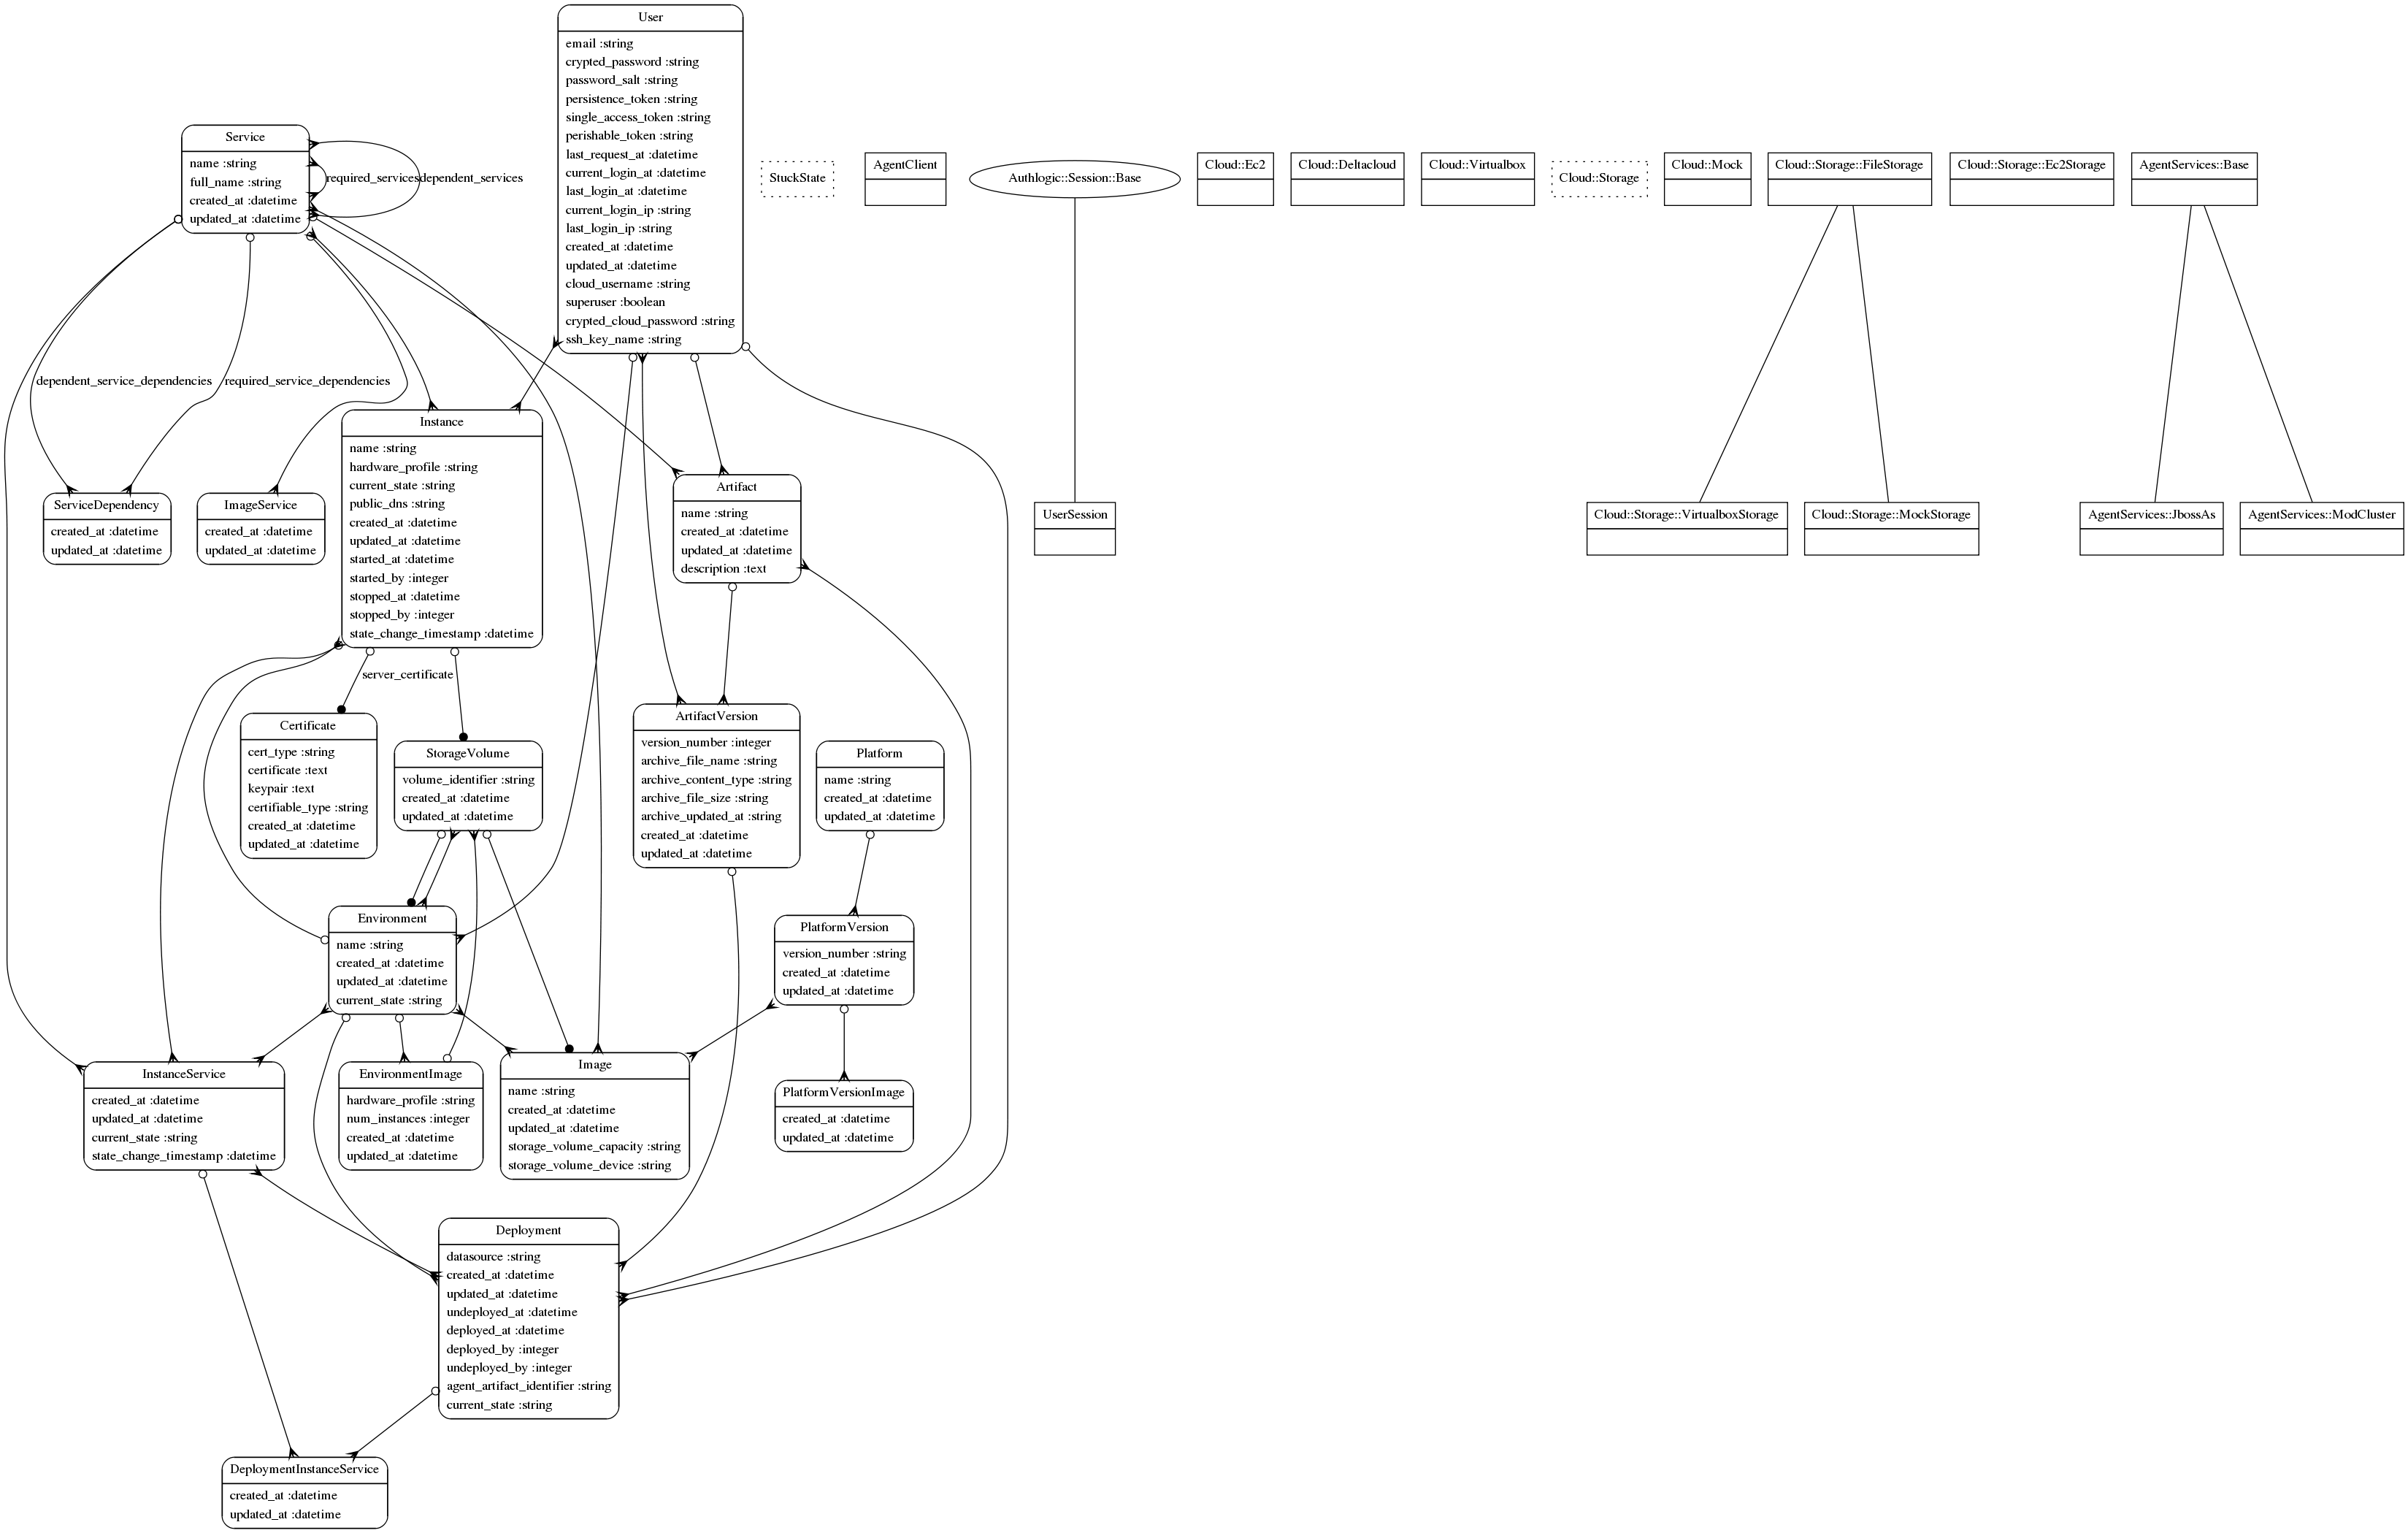 User
email :string
crypted_password :string
password_salt :string
persistence_token :string
single_access_token :string
perishable_token :string
last_request_at :datetime
current_login_at :datetime
last_login_at :datetime
current_login_ip :string
last_login_ip :string
created_at :datetime
updated_at :datetime
cloud_username :string
superuser :boolean
crypted_cloud_password :string
ssh_key_name :string
Service
name :string
full_name :string
created_at :datetime
updated_at :datetime
required_services
dependent_services
StuckState
AgentClient
Authlogic::Session::Base
Cloud::Ec2
Cloud::Deltacloud
Cloud::Virtualbox
Cloud::Storage
Cloud::Mock
Cloud::Storage::FileStorage
Cloud::Storage::Ec2Storage
AgentServices::Base
dependent_service_dependencies
required_service_dependencies
Instance
name :string
hardware_profile :string
current_state :string
public_dns :string
created_at :datetime
updated_at :datetime
started_at :datetime
started_by :integer
stopped_at :datetime
stopped_by :integer
state_change_timestamp :datetime
ServiceDependency
created_at :datetime
updated_at :datetime
ImageService
created_at :datetime
updated_at :datetime
Artifact
name :string
created_at :datetime
updated_at :datetime
description :text
UserSession
Cloud::Storage::VirtualboxStorage
Cloud::Storage::MockStorage
AgentServices::JbossAs
AgentServices::ModCluster
server_certificate
Certificate
cert_type :string
certificate :text
keypair :text
certifiable_type :string
created_at :datetime
updated_at :datetime
StorageVolume
volume_identifier :string
created_at :datetime
updated_at :datetime
ArtifactVersion
version_number :integer
archive_file_name :string
archive_content_type :string
archive_file_size :string
archive_updated_at :string
created_at :datetime
updated_at :datetime
Platform
name :string
created_at :datetime
updated_at :datetime
Environment
name :string
created_at :datetime
updated_at :datetime
current_state :string
PlatformVersion
version_number :string
created_at :datetime
updated_at :datetime
InstanceService
created_at :datetime
updated_at :datetime
current_state :string
state_change_timestamp :datetime
EnvironmentImage
hardware_profile :string
num_instances :integer
created_at :datetime
updated_at :datetime
Image
name :string
created_at :datetime
updated_at :datetime
storage_volume_capacity :string
storage_volume_device :string
PlatformVersionImage
created_at :datetime
updated_at :datetime
Deployment
datasource :string
created_at :datetime
updated_at :datetime
undeployed_at :datetime
deployed_at :datetime
deployed_by :integer
undeployed_by :integer
agent_artifact_identifier :string
current_state :string
DeploymentInstanceService
created_at :datetime
updated_at :datetime